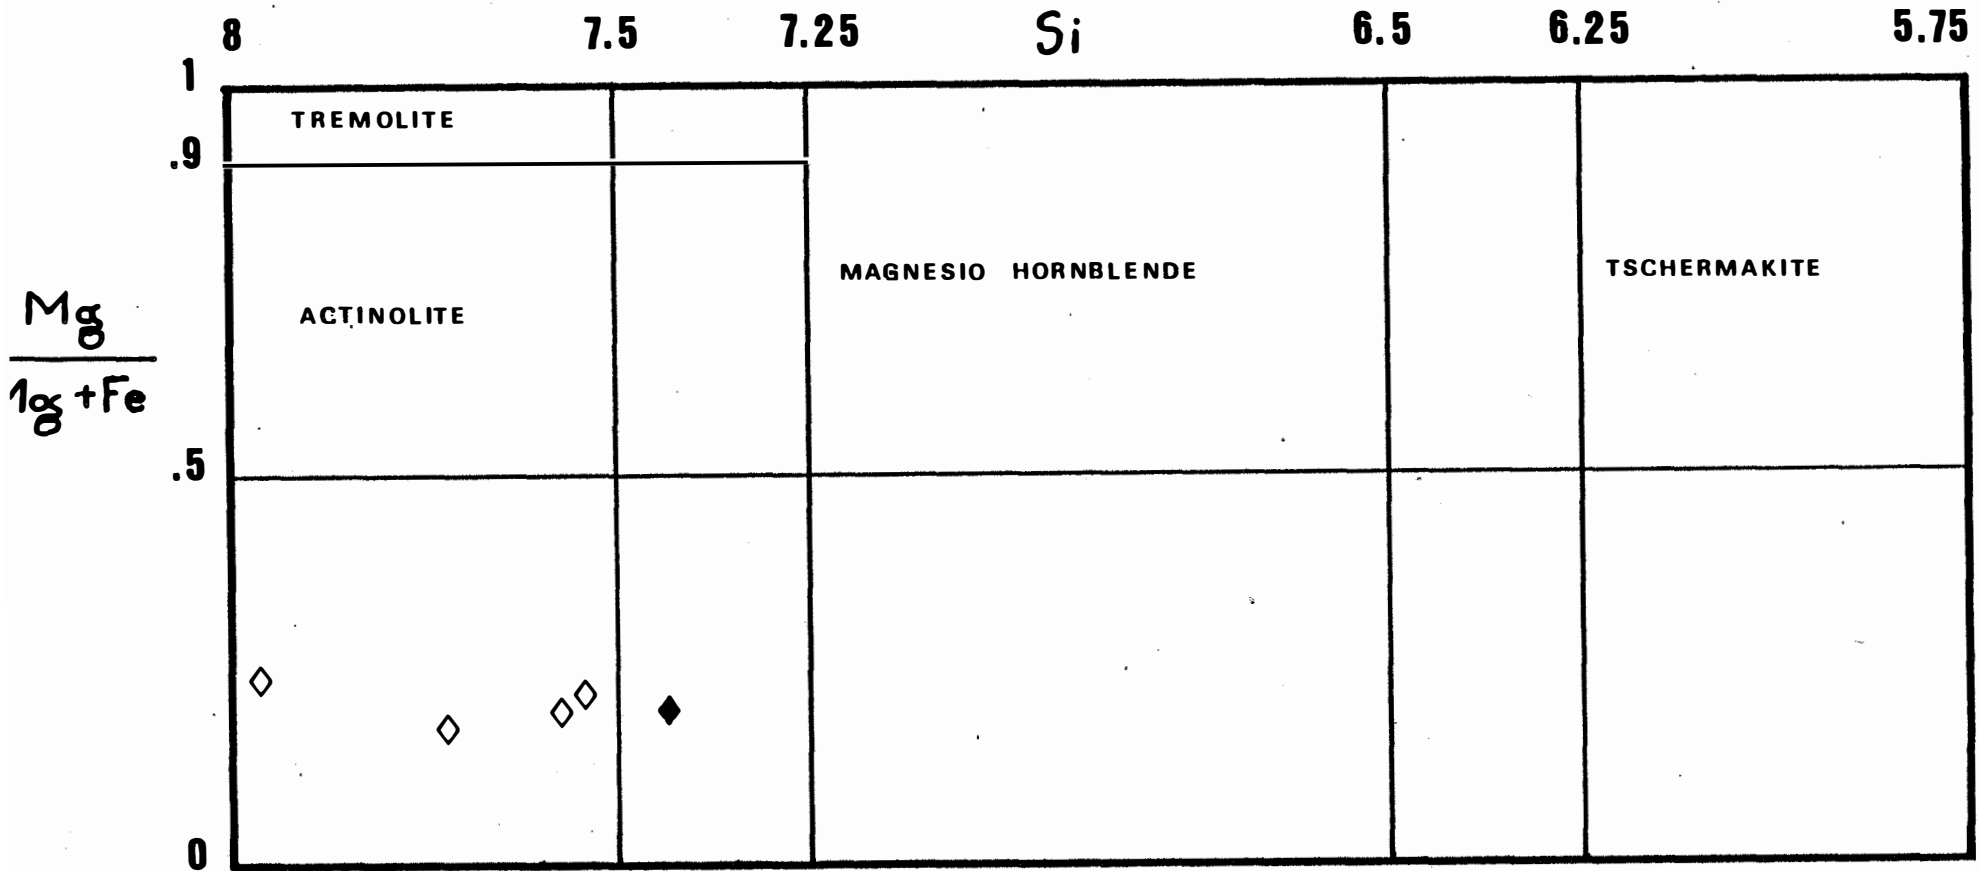 8 7.5 7.25 Si 6.5 6.25 5.75
1
TREMOLITE
.9
MAGNESIO HORNBLENDE TSCHERMAKITE
Mg
ACTINOLITE
Mg+Fe
.5
0